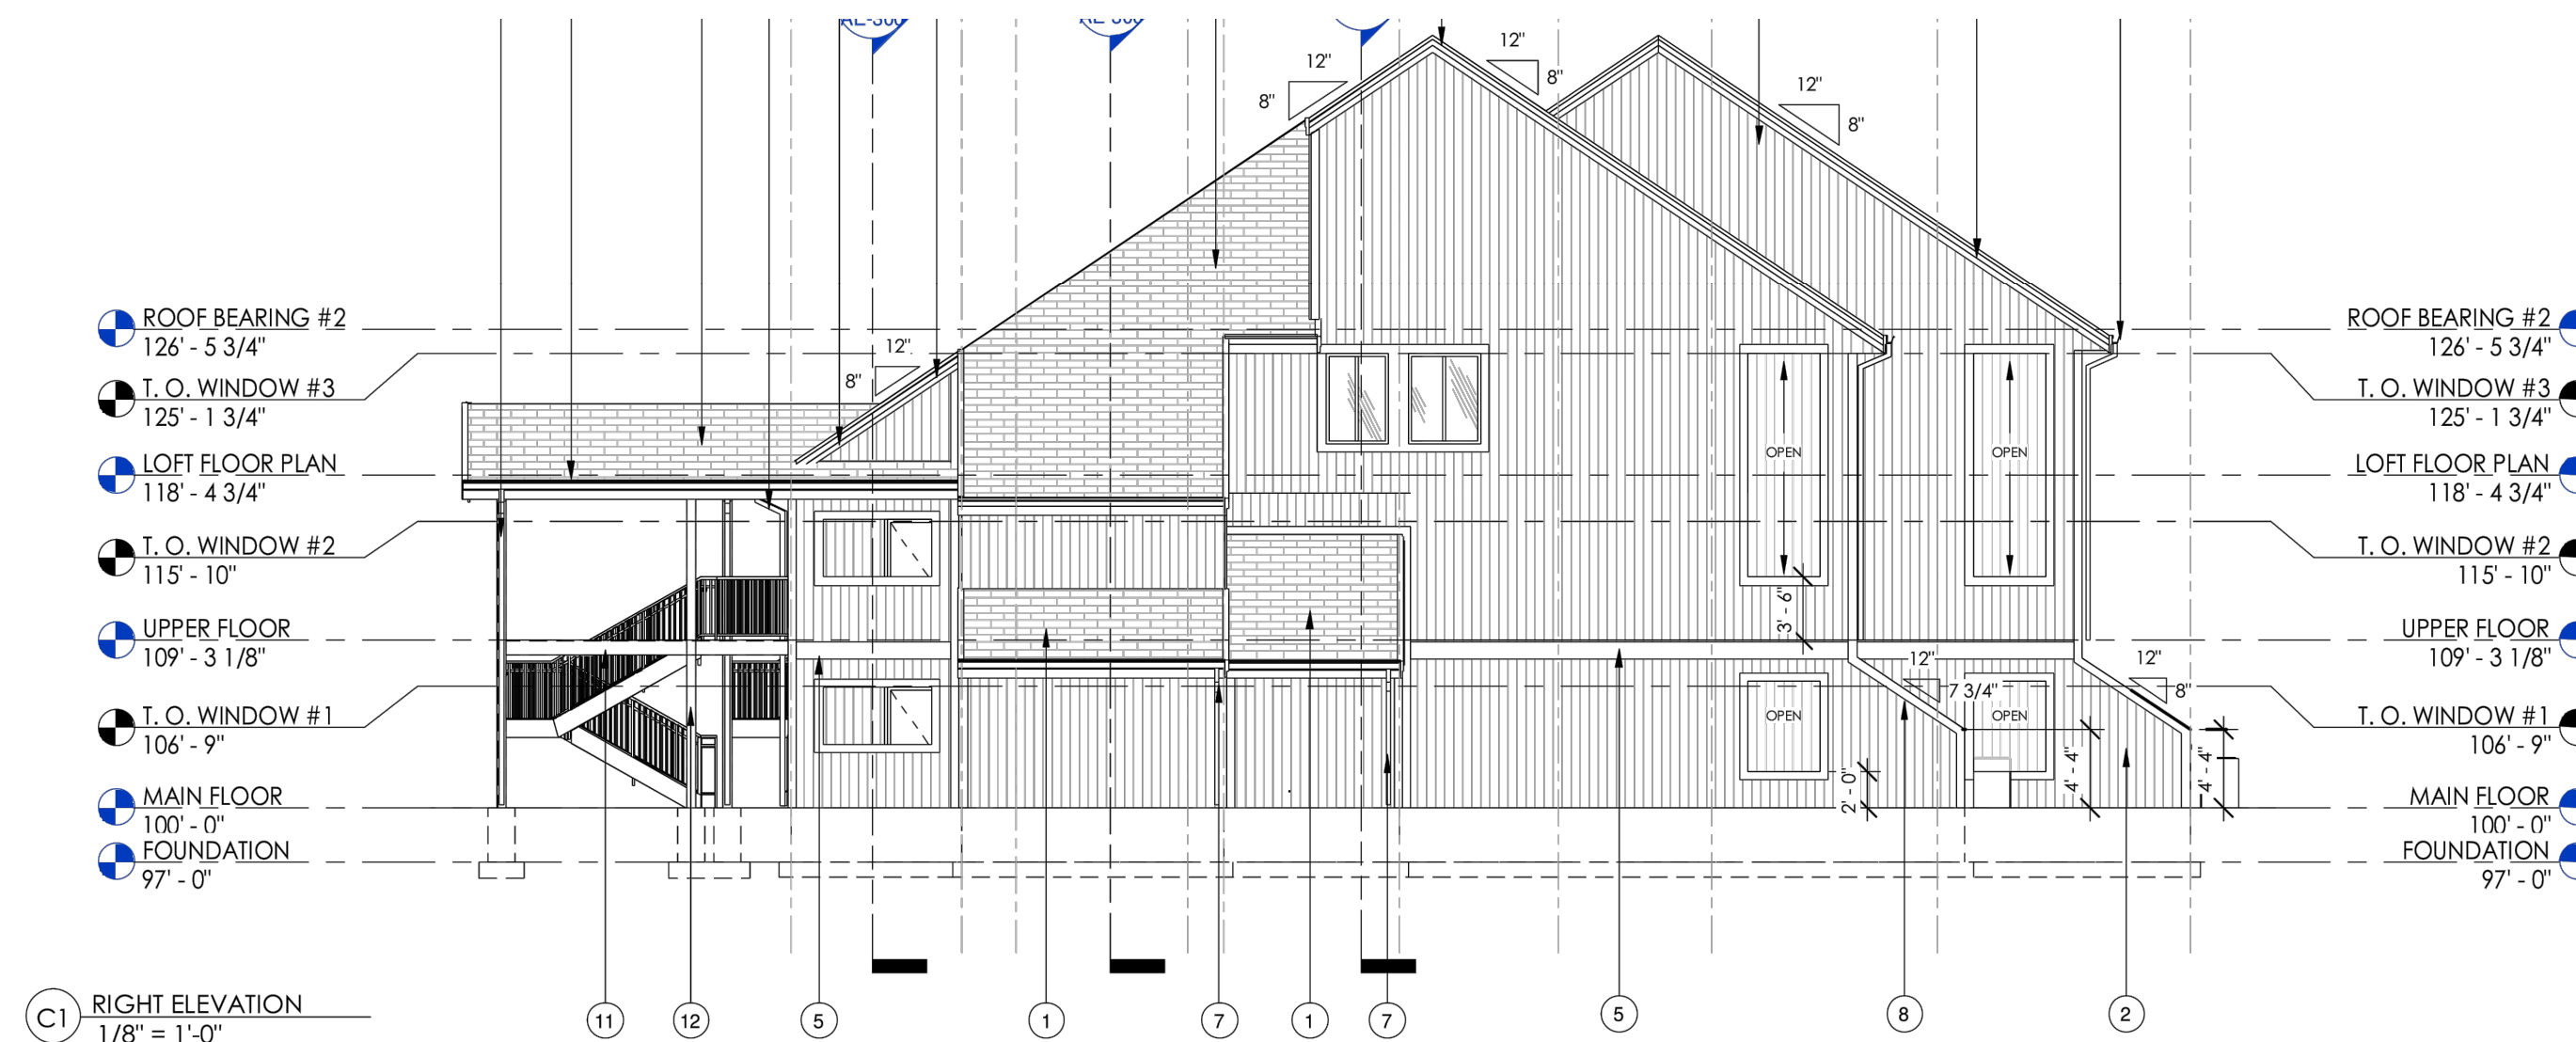 AE-300
AE-300
12"
8"
12"
8"
12"
8"
12"
8"
ROOF BEARING #2
126' - 5 3/4"
T. O. WINDOW #3
125' - 1 3/4"
LOFT FLOOR PLAN
118' - 4 3/4"
T. O. WINDOW #2
115' - 10"
UPPER FLOOR
109' - 3 1/8"
T. O. WINDOW #1
106' - 9"
MAIN FLOOR
100' - 0"
FOUNDATION
97' - 0"
OPEN
OPEN
3' - 6"
12"
7 3/4"
12"
8"
OPEN
OPEN
2' - 0"
4' - 4"
4' - 4"
ROOF BEARING #2
126' - 5 3/4"
T. O. WINDOW #3
125' - 1 3/4"
LOFT FLOOR PLAN
118' - 4 3/4"
T. O. WINDOW #2
115' - 10"
UPPER FLOOR
109' - 3 1/8"
T. O. WINDOW #1
106' - 9"
MAIN FLOOR
100' - 0"
FOUNDATION
97' - 0"
11 12 5 1 7 1 7 5 8 2
C1 RIGHT ELEVATION
1/8" = 1'-0"